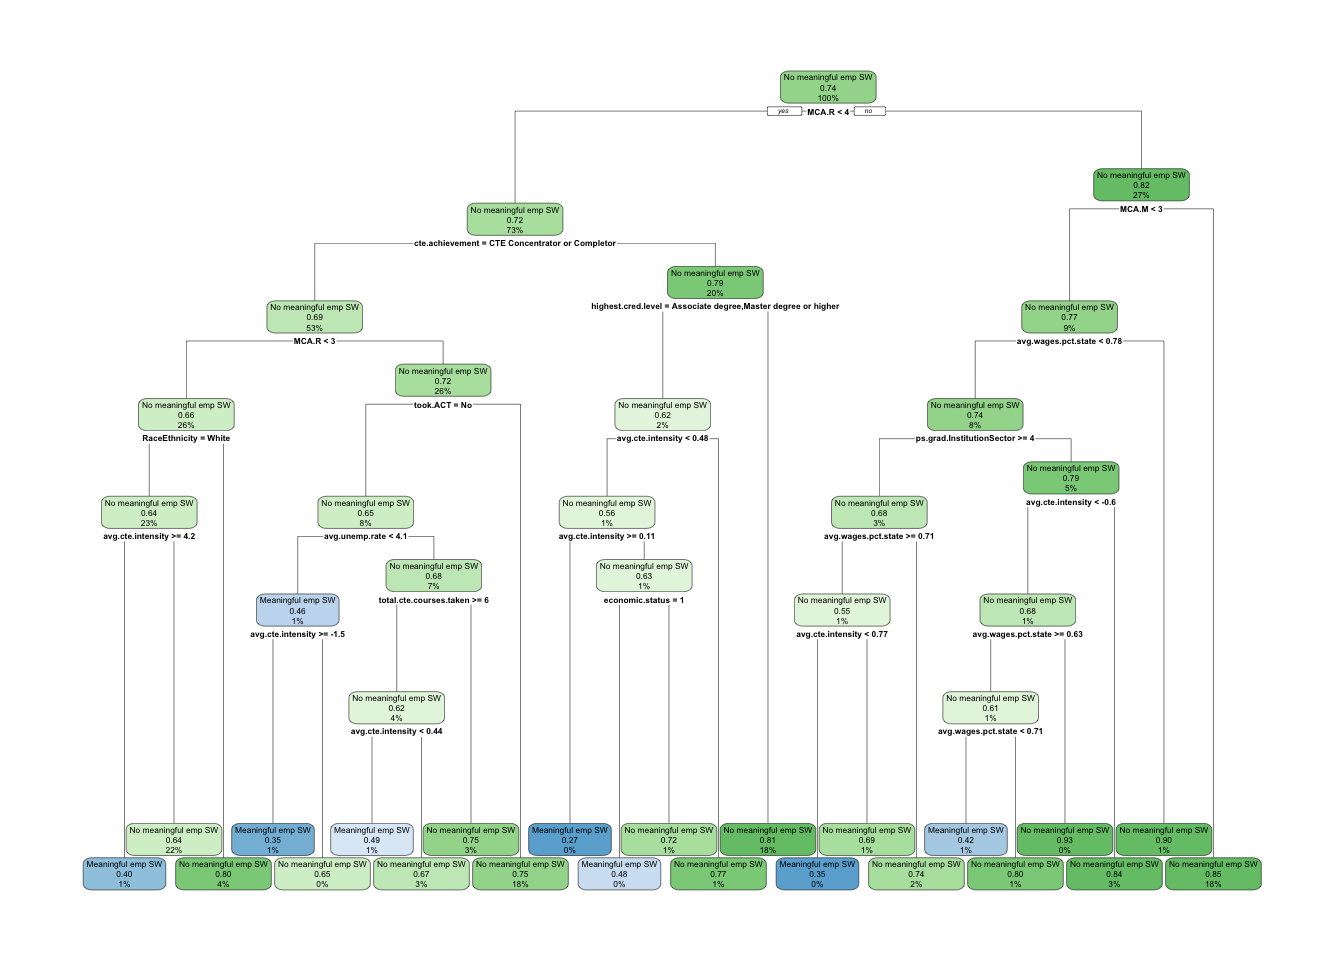 No meaningful emp SW
0.74
100%
yes
MCA.R < 4
no
No meaningful emp SW
0.82
27%
MCA.M < 3
No meaningful emp SW
0.72
73%
cte.achievement = CTE Concentrator or Completor
No meaningful emp SW
0.79
20%
highest.cred.level = Associate degree,Master degree or higher
No meaningful emp SW
0.69
53%
MCA.R < 3
No meaningful emp SW
0.77
9%
avg.wages.pct.state < 0.78
No meaningful emp SW
0.72
26%
took.ACT = No
No meaningful emp SW
0.66
26%
RaceEthnicity = White
No meaningful emp SW
0.62
2%
avg.cte.intensity < 0.48
No meaningful emp SW
0.74
8%
ps.grad.InstitutionSector >= 4
No meaningful emp SW
0.79
5%
avg.cte.intensity < -0.6
No meaningful emp SW
0.64
23%
avg.cte.intensity >= 4.2
No meaningful emp SW
0.65
8%
avg.unemp.rate < 4.1
No meaningful emp SW
0.56
1%
avg.cte.intensity >= 0.11
No meaningful emp SW
0.68
3%
avg.wages.pct.state >= 0.71
No meaningful emp SW
0.68
7%
total.cte.courses.taken >= 6
No meaningful emp SW
0.63
1%
economic.status = 1
Meaningful emp SW
0.46
1%
avg.cte.intensity >= -1.5
No meaningful emp SW
0.55
1%
avg.cte.intensity < 0.77
No meaningful emp SW
0.68
1%
avg.wages.pct.state >= 0.63
No meaningful emp SW
0.62
4%
avg.cte.intensity < 0.44
No meaningful emp SW
0.61
1%
avg.wages.pct.state < 0.71
No meaningful emp SW
0.64
22%
Meaningful emp SW
0.35
1%
Meaningful emp SW
0.49
1%
No meaningful emp SW
0.75
3%
Meaningful emp SW
0.27
0%
No meaningful emp SW
0.72
1%
No meaningful emp SW
0.81
18%
No meaningful emp SW
0.69
1%
Meaningful emp SW
0.42
1%
No meaningful emp SW
0.93
0%
No meaningful emp SW
0.90
1%
Meaningful emp SW
0.40
1%
No meaningful emp SW
0.80
4%
No meaningful emp SW
0.65
0%
No meaningful emp SW
0.67
3%
No meaningful emp SW
0.75
18%
Meaningful emp SW
0.48
0%
No meaningful emp SW
0.77
1%
Meaningful emp SW
0.35
0%
No meaningful emp SW
0.74
2%
No meaningful emp SW
0.80
1%
No meaningful emp SW
0.84
3%
No meaningful emp SW
0.85
18%